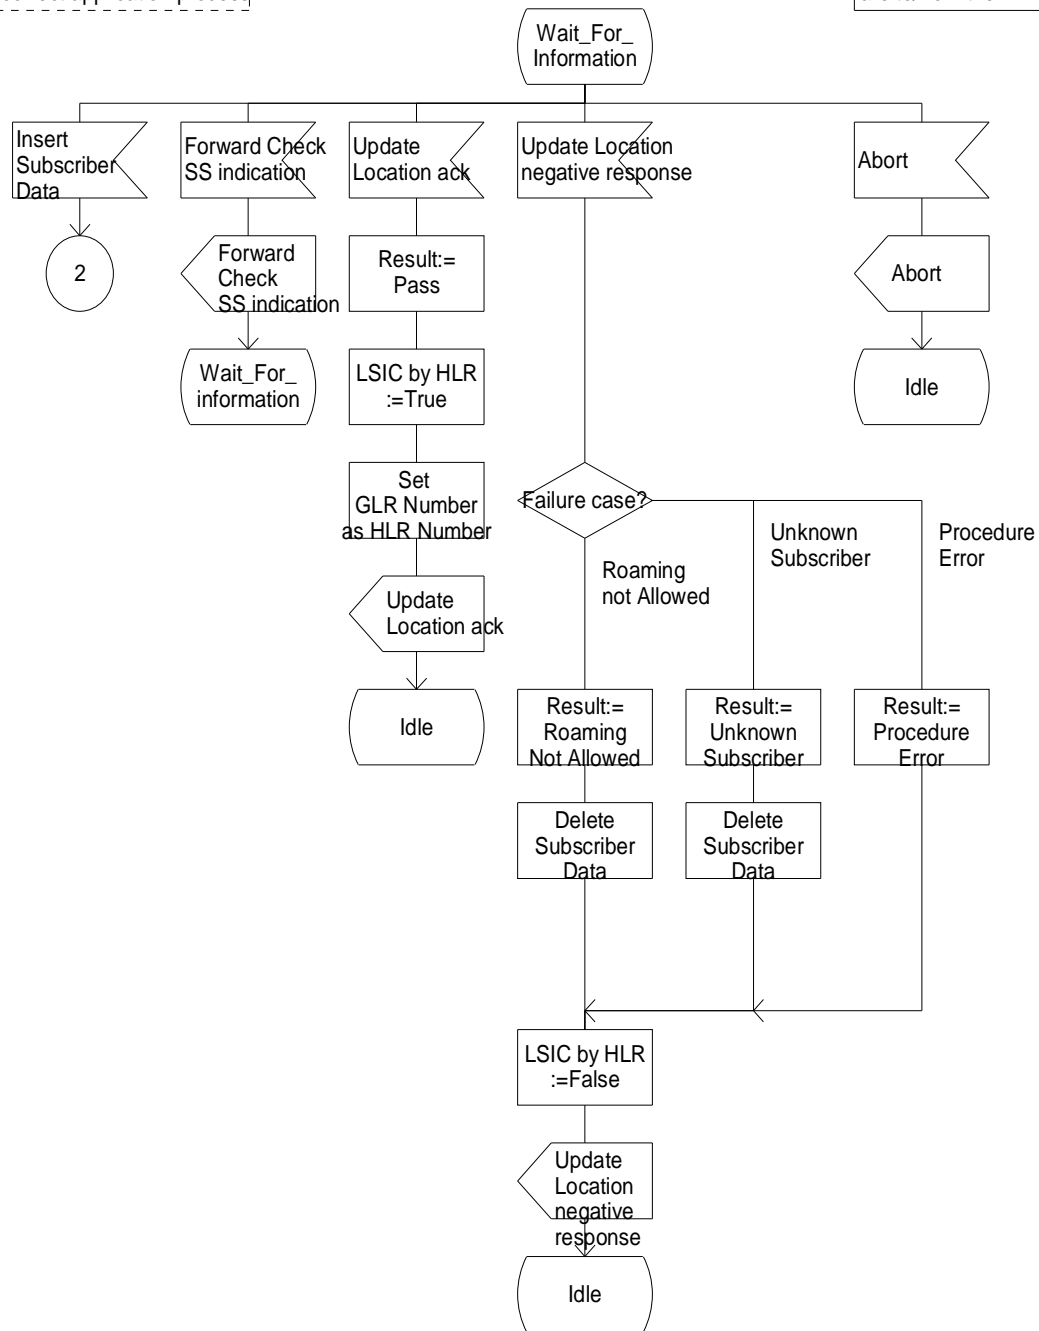 Wait_For_
Information
Insert
Subscriber
Data
Forward Check
SS indication
Update
Location ack
Update Location
negative response
Abort
2
Forward
Check
SS indication
Result:=
Pass
Abort
Wait_For_
information
LSIC by HLR
:=True
Idle
Set
GLR Number
as HLR Number
Failure case?
Unknown
Subscriber
Procedure
Error
Roaming
not Allowed
Update
Location ack
Idle
Result:=
Roaming
Not Allowed
Result:=
Unknown
Subscriber
Result:=
Procedure
Error
Delete
Subscriber
Data
Delete
Subscriber
Data
LSIC by HLR
:=False
Update
Location
negative
response
Idle